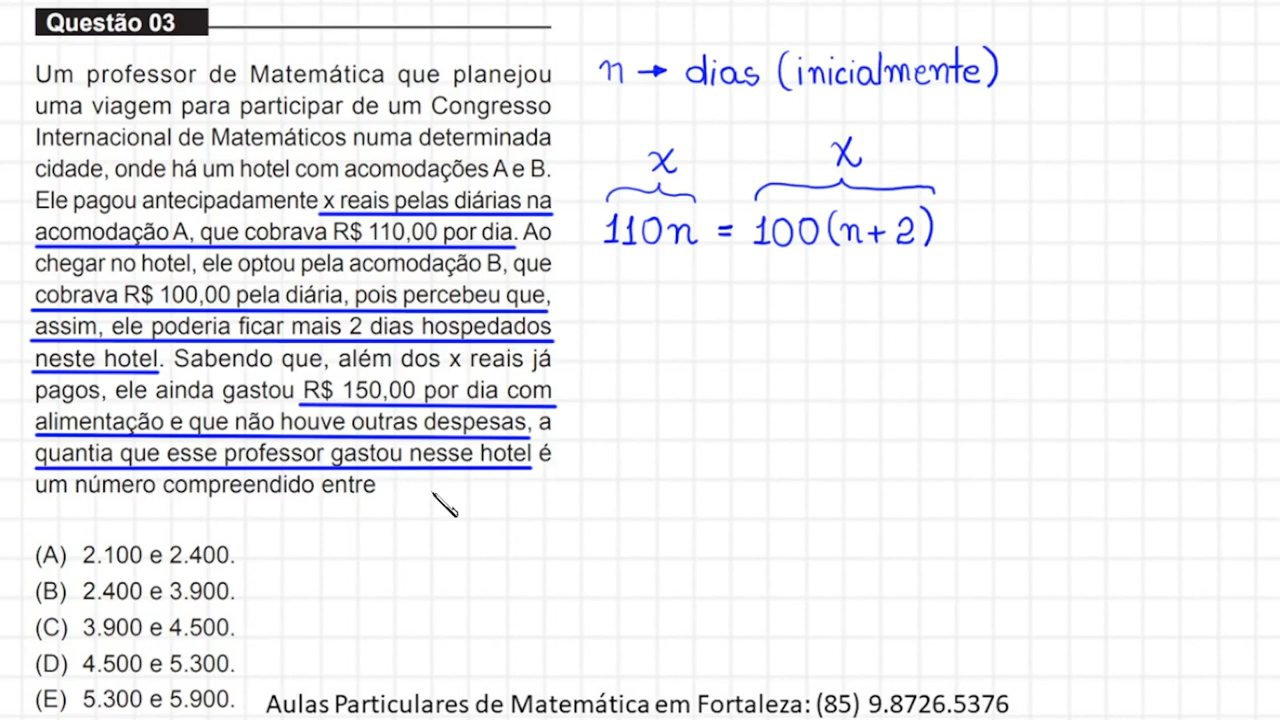 Questão 03
Um professor de Matemática que planejou
uma viagem para participar de um Congresso
Internacional de Matemáticos numa determinada
cidade, onde há um hotel com acomodações A e B.
Ele pagou antecipadamente x reais pelas diárias na
acomodação A, que cobrava R$ 110,00 por dia. Ao
chegar no hotel, ele optou pela acomodação B, que
cobrava R$ 100,00 pela diária, pois percebeu que,
assim, ele poderia ficar mais 2 dias hospedados
neste hotel. Sabendo que, além dos x reais já
pagos, ele ainda gastou R$ 150,00 por dia com
alimentação e que não houve outras despesas, a
quantia que esse professor gastou nesse hotel é
um número compreendido entre
(A) 2.100 e 2.400.
(B) 2.400 e 3.900.
(C) 3.900 e 4.500.
(D) 4.500 e 5.300.
(E) 5.300 e 5.900.
n → dias (inicialmente)
x x
110n = 100(n+2)
Aulas Particulares de Matemática em Fortaleza: (85) 9.8726.5376